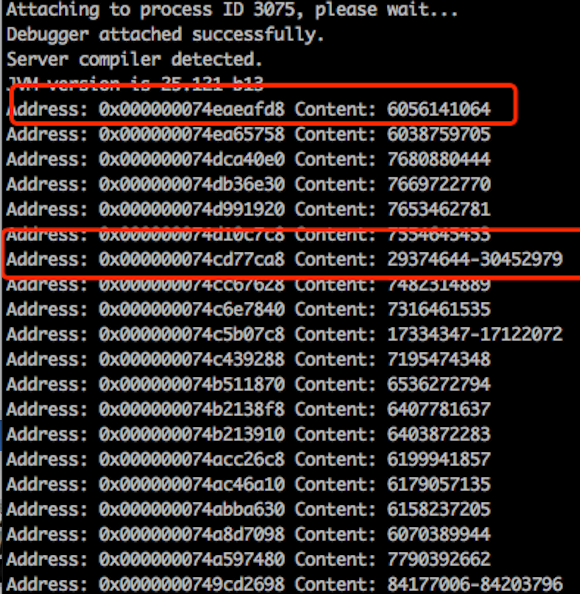 Attaching to process ID 3075, please wait...
Debugger attached successfully.
Server compiler detected.
JVM version is 25.121-b13
Address: 0x000000074eaeafd8 Content: 6056141064
Address: 0x000000074ea65758 Content: 6038759705
Address: 0x000000074dca40e0 Content: 7680880444
Address: 0x000000074db36e30 Content: 7669722770
Address: 0x000000074d991920 Content: 7653462781
Address: 0x000000074d10c7c8 Content: 7554645453
Address: 0x000000074cd77ca8 Content: 29374644-30452979
Address: 0x000000074cc67628 Content: 7482314889
Address: 0x000000074c6e7840 Content: 7316461535
Address: 0x000000074c5b07c8 Content: 17334347-17122072
Address: 0x000000074c439288 Content: 7195474348
Address: 0x000000074b511870 Content: 6536272794
Address: 0x000000074b2138f8 Content: 6407781637
Address: 0x000000074b213910 Content: 6403872283
Address: 0x000000074acc26c8 Content: 6199941857
Address: 0x000000074ac46a10 Content: 6179057135
Address: 0x000000074abba630 Content: 6158237205
Address: 0x000000074a8d7098 Content: 6070389944
Address: 0x000000074a597480 Content: 7790392662
Address: 0x0000000749cd2698 Content: 84177006-84203796